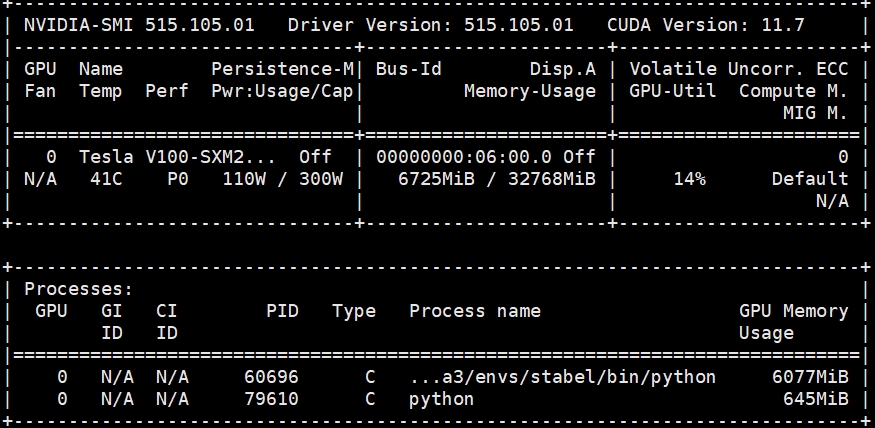 +-----------------------------------------------------------------------------+
| NVIDIA-SMI 515.105.01   Driver Version: 515.105.01   CUDA Version: 11.7     |
|-------------------------------+----------------------+----------------------+
| GPU  Name        Persistence-M| Bus-Id        Disp.A | Volatile Uncorr. ECC |
| Fan  Temp  Perf  Pwr:Usage/Cap|         Memory-Usage | GPU-Util  Compute M. |
|                               |                      |               MIG M. |
|===============================+======================+======================|
|   0  Tesla V100-SXM2...  Off  | 00000000:06:00.0 Off |                    0 |
| N/A   41C    P0   110W / 300W |   6725MiB / 32768MiB |     14%      Default |
|                               |                      |                  N/A |
+-------------------------------+----------------------+----------------------+
+-----------------------------------------------------------------------------+
| Processes:                                                                  |
|  GPU   GI   CI        PID   Type   Process name                  GPU Memory |
|        ID   ID                                                   Usage      |
|=============================================================================|
|    0   N/A  N/A     60696      C   ...a3/envs/stabel/bin/python     6077MiB |
|    0   N/A  N/A     79610      C   python                            645MiB |
+-----------------------------------------------------------------------------+